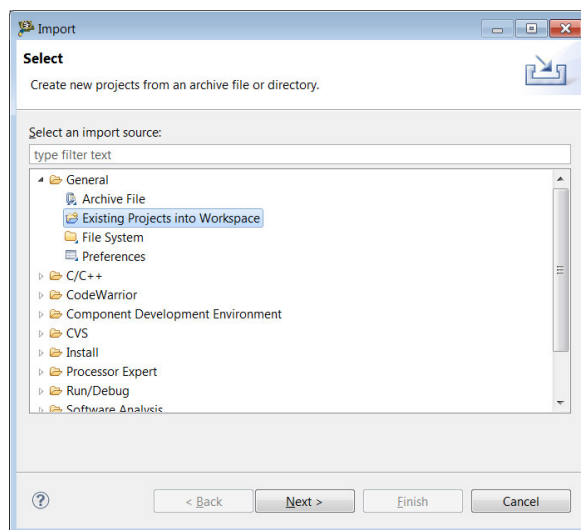 Import
Select
Create new projects from an archive file or directory.
Select an import source:
type filter text
General
Archive File
Existing Projects into Workspace
File System
Preferences
C/C++
CodeWarrior
Component Development Environment
CVS
Install
Processor Expert
Run/Debug
Software Analysis
? < Back Next > Finish Cancel